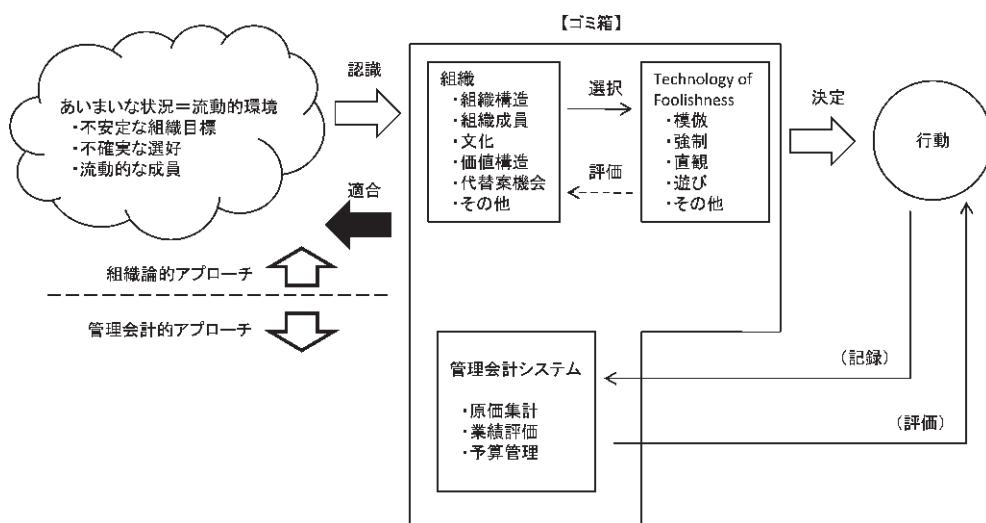 【ゴミ箱】
あいまいな状況＝流動的環境
・不安定な組織目標
・不確実な選好
・流動的な成員
認識
適合
組織
・組織構造
・組織成員
・文化
・価値構造
・代替案機会
・その他
選択
評価
Technology of
Foolishness
・模倣
・強制
・直観
・遊び
・その他
決定
行動
組織論的アプローチ
管理会計的アプローチ
管理会計システム
・原価集計
・業績評価
・予算管理
（記録）
（評価）